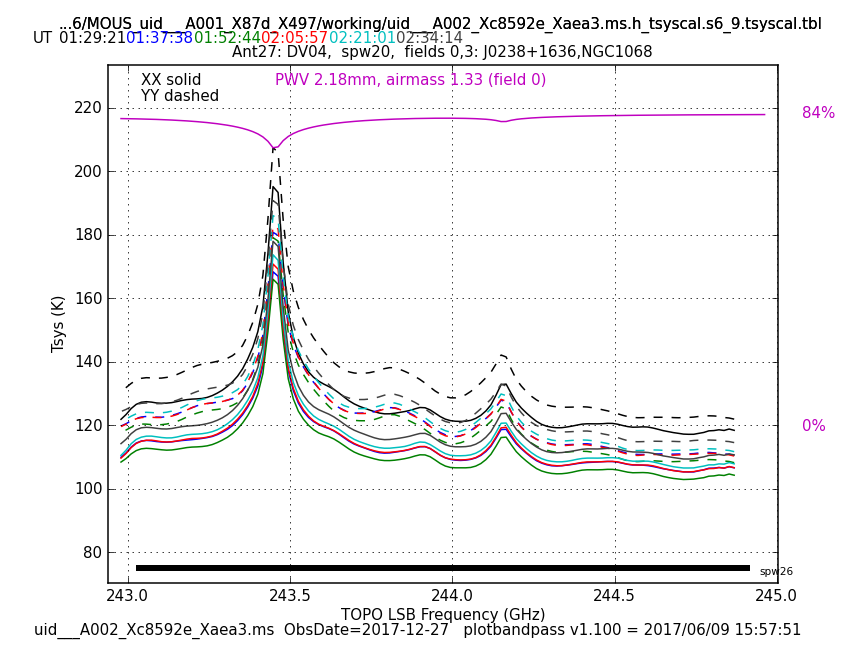 ...6/MOUS_uid___A001_X87d_X497/working/uid___A002_Xc8592e_Xaea3.ms.h_tsyscal.s6_9.tsyscal.tbl
UT 01:29:21 01:37:38 01:52:44 02:05:57 02:21:01 02:34:14
Ant27: DV04, spw20, fields 0,3: J0238+1636,NGC1068
XX solid PWV 2.18mm, airmass 1.33 (field 0)
YY dashed
220
84%
200
180
160
Tsys (K)
140
120
0%
100
80
spw26
243.0 243.5 244.0 244.5 245.0
TOPO LSB Frequency (GHz)
uid___A002_Xc8592e_Xaea3.ms ObsDate=2017-12-27 plotbandpass v1.100 = 2017/06/09 15:57:51